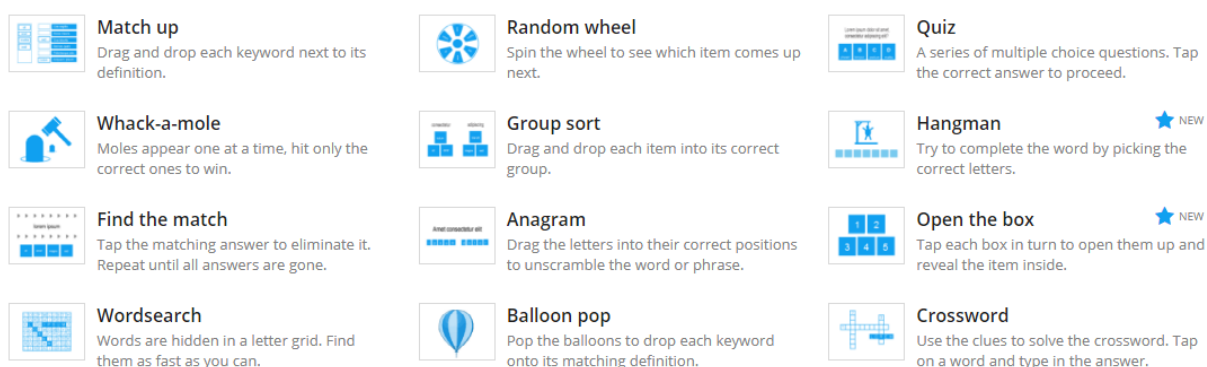 Match up
Drag and drop each keyword next to its
definition.
Random wheel
Spin the wheel to see which item comes up
next.
Quiz
A series of multiple choice questions. Tap
the correct answer to proceed.
Whack-a-mole
Moles appear one at a time, hit only the
correct ones to win.
Group sort
Drag and drop each item into its correct
group.
Hangman
NEW
Try to complete the word by picking the
correct letters.
Find the match
Tap the matching answer to eliminate it.
Repeat until all answers are gone.
lorem ipsum
Anagram
Drag the letters into their correct positions
to unscramble the word or phrase.
Amet consectetur elit
Open the box
NEW
Tap each box in turn to open them up and
reveal the item inside.
1 2
3 4 5
Wordsearch
Words are hidden in a letter grid. Find
them as fast as you can.
Balloon pop
Pop the balloons to drop each keyword
onto its matching definition.
Crossword
Use the clues to solve the crossword. Tap
on a word and type in the answer.